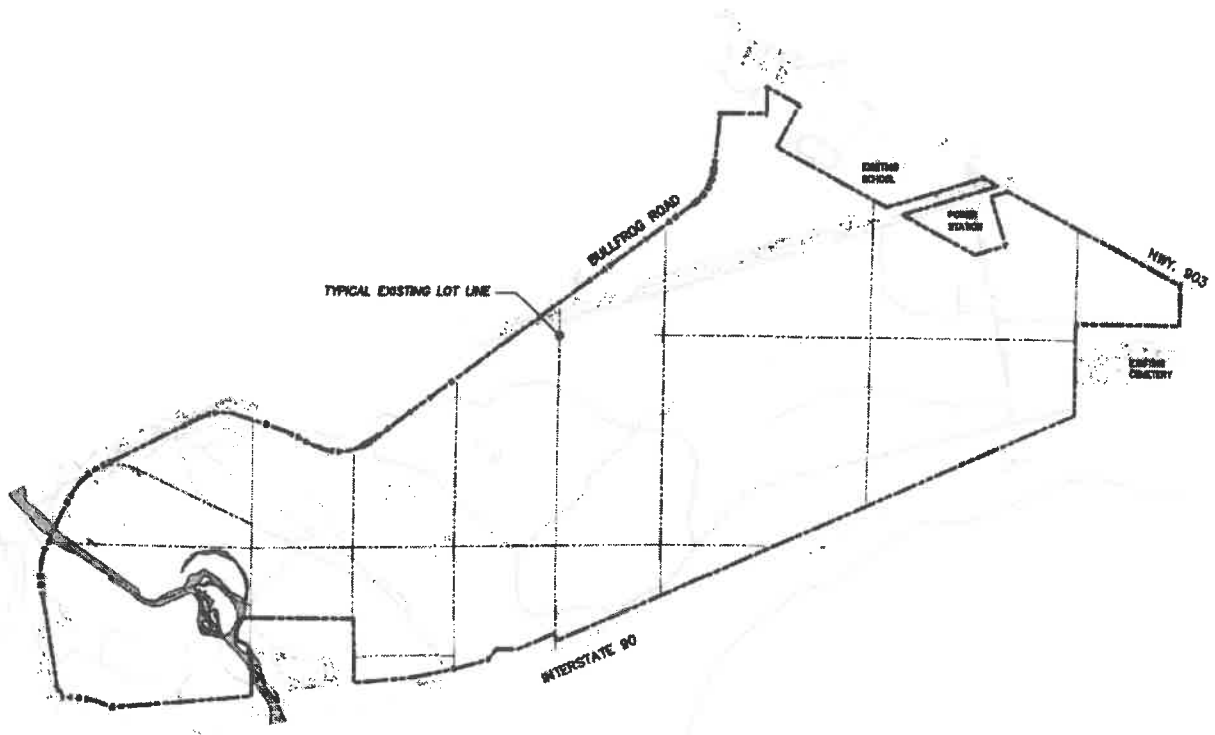 EXISTING
SCHOOL
POWER
STATION
BULLFROG ROAD
HWY. 903
TYPICAL EXISTING LOT LINE
EXISTING
CEMETERY
INTERSTATE 90